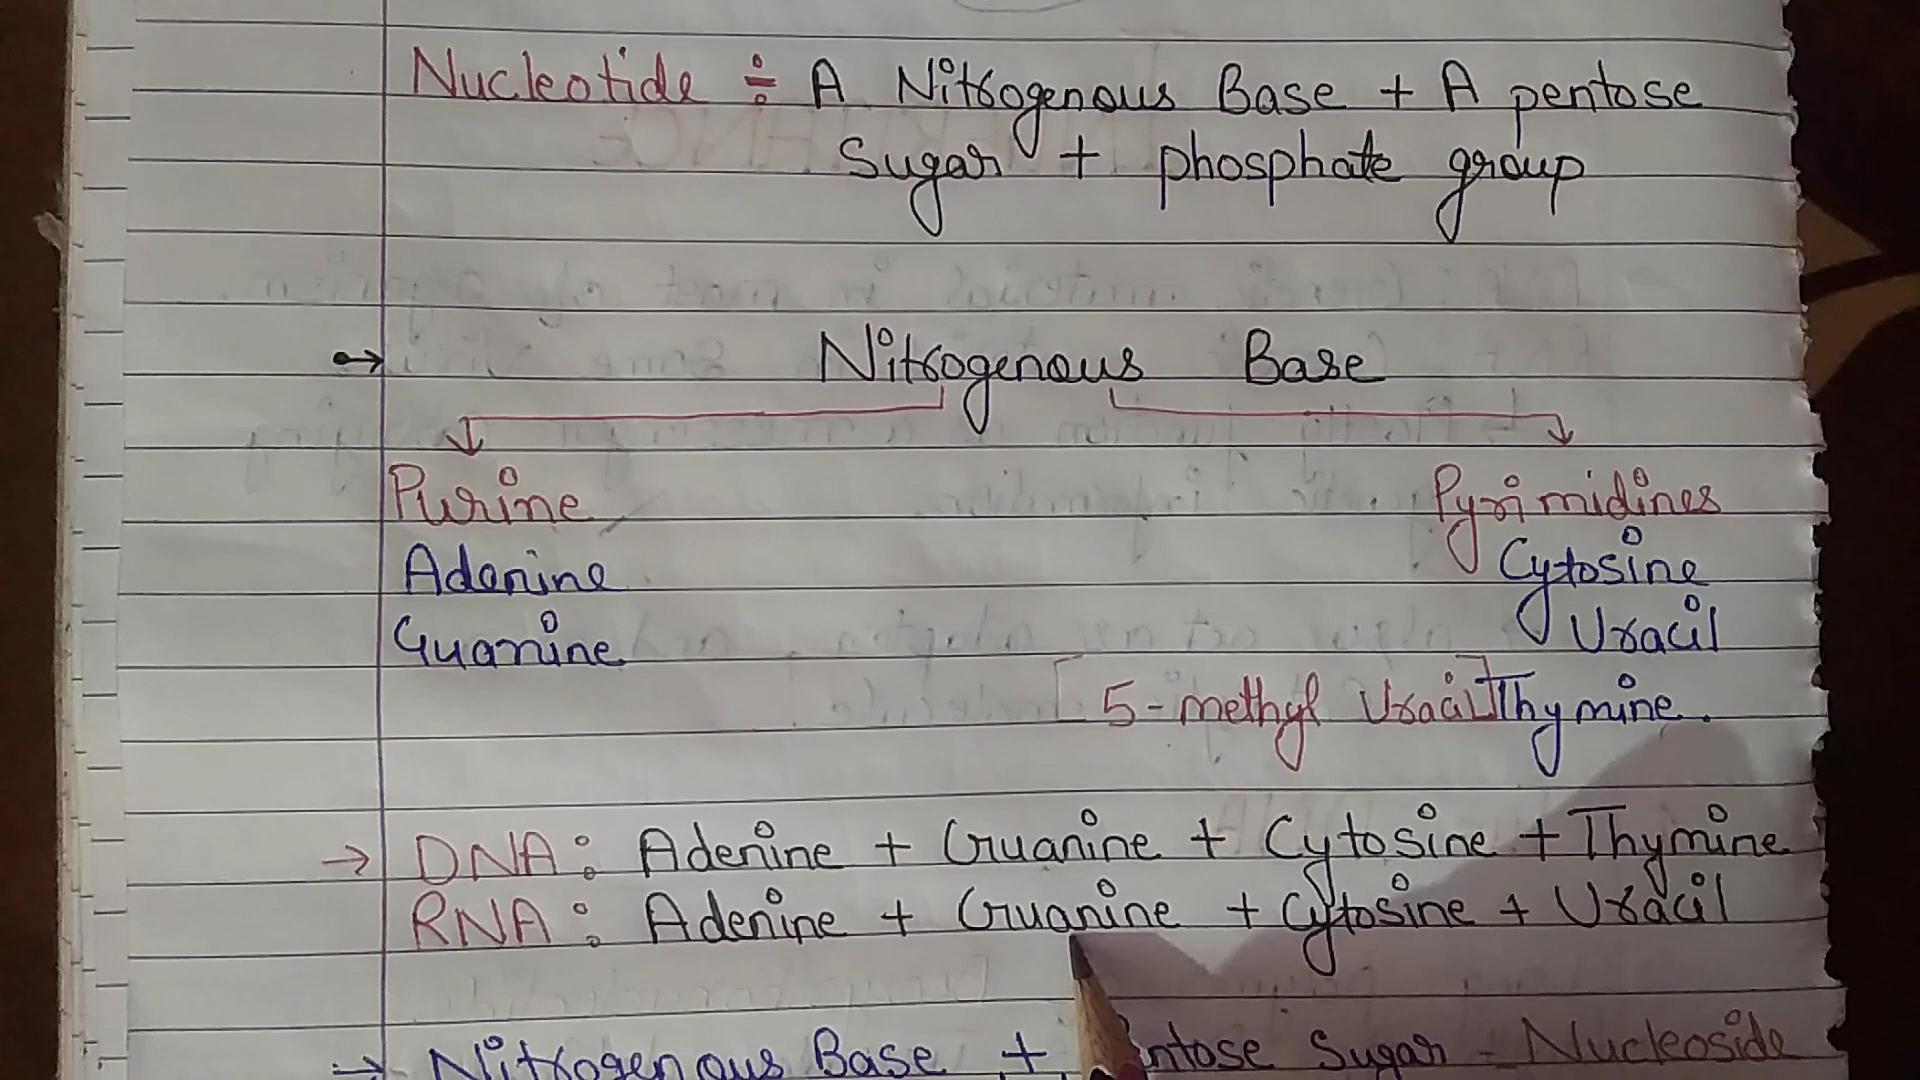 Nucleotide ÷ A Nitrogenous Base + A pentose
Sugar + phosphate group
→ Nitrogenous Base
Purine Pyrimidines
Adenine Cytosine
Guanine Uracil
[5-methyl Uracil] Thymine.
→ DNA: Adenine + Guanine + Cytosine + Thymine
RNA: Adenine + Guanine + Cytosine + Uracil
→ Nitrogenous Base + Sugar - Nucleoside